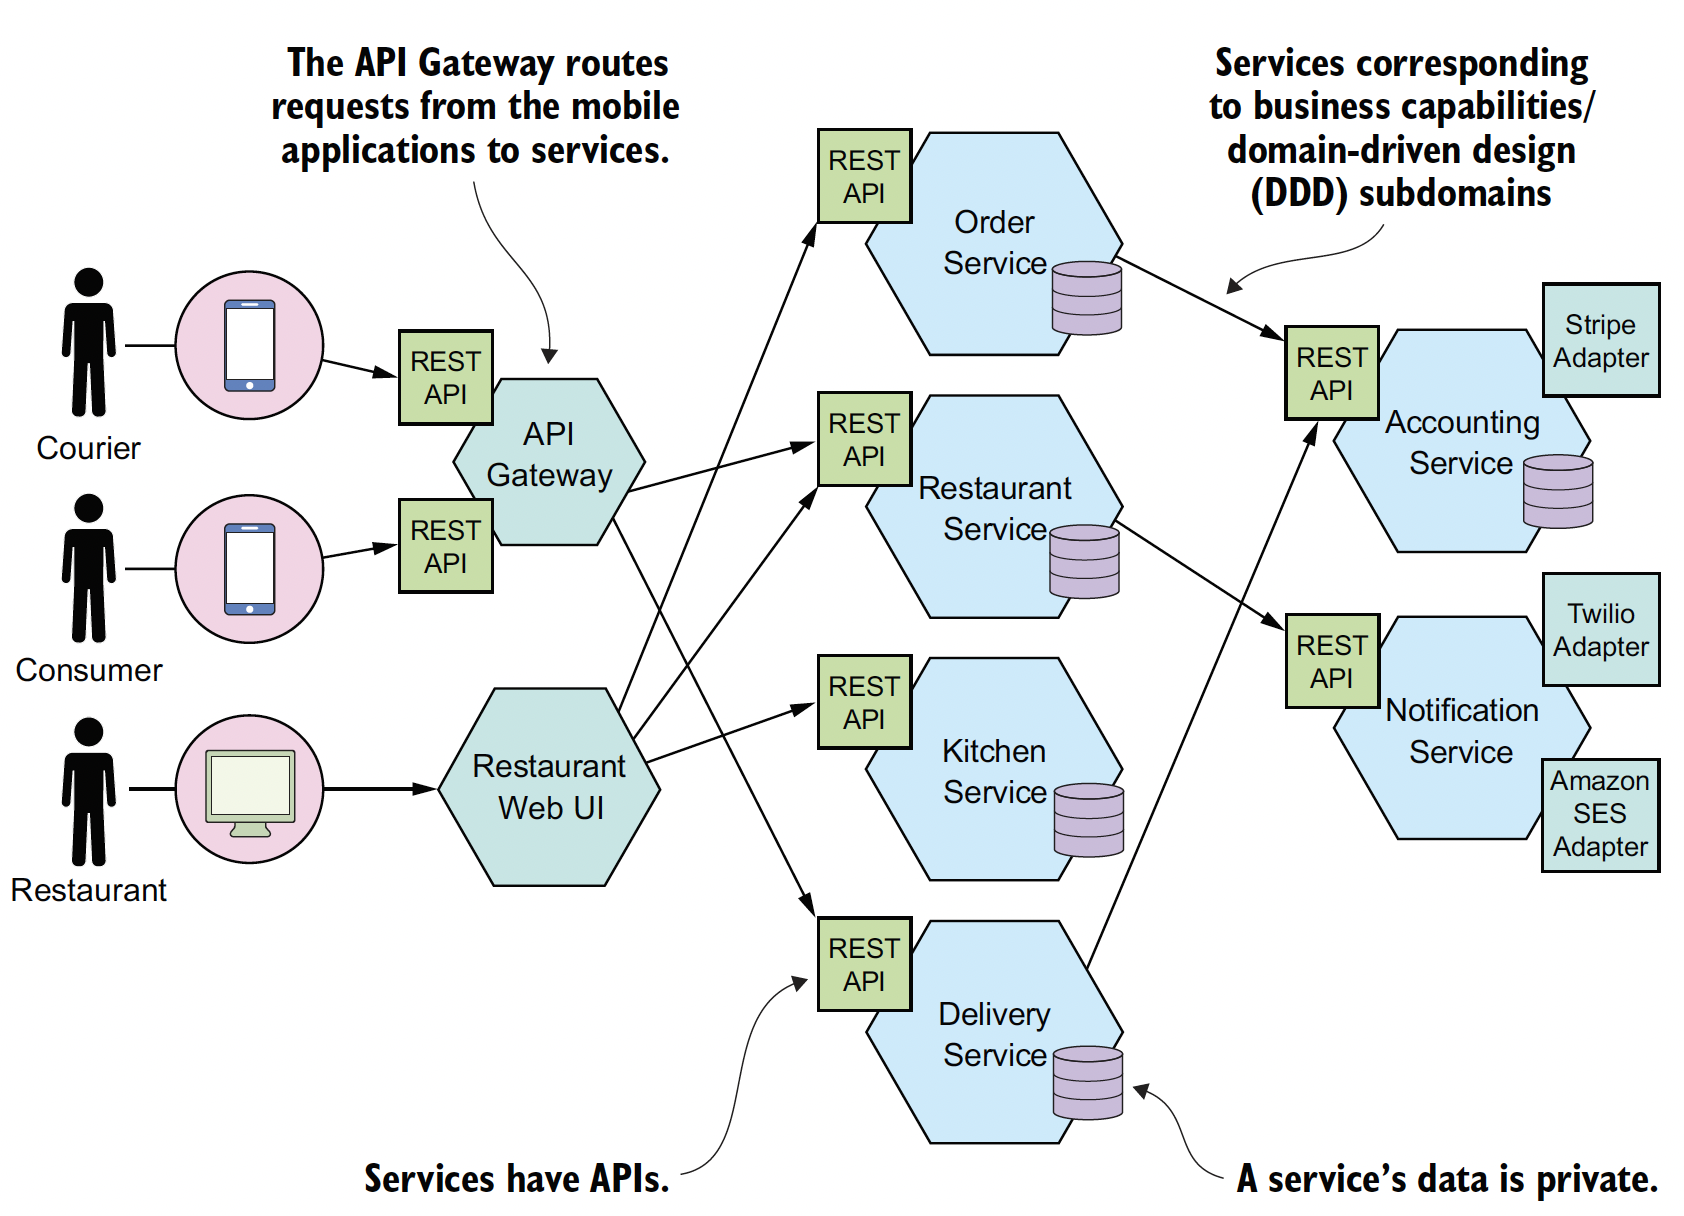 The API Gateway routes
requests from the mobile
applications to services.
Services corresponding
to business capabilities/
domain-driven design
(DDD) subdomains
Courier
Consumer
Restaurant
REST
API
REST
API
API
Gateway
Restaurant
Web UI
REST
API
Order
Service
REST
API
Restaurant
Service
REST
API
Kitchen
Service
REST
API
Delivery
Service
REST
API
Accounting
Service
Stripe
Adapter
REST
API
Notification
Service
Twilio
Adapter
Amazon
SES
Adapter
Services have APIs.
A service’s data is private.